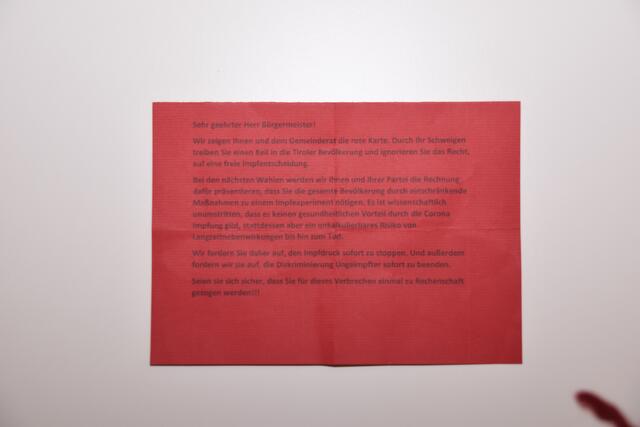 Sehr geehrter Herr Bürgermeister!
Wir zeigen Ihnen und dem Gemeinderat die rote Karte. Durch Ihr Schweigen
treiben Sie einen Keil in die Tiroler Bevölkerung und ignorieren Sie das Recht,
auf eine freie Impfentscheidung.
Bei den nächsten Wahlen werden wir Ihnen und Ihrer Partei die Rechnung
dafür präsentieren, dass Sie die gesamte Bevölkerung durch einschränkende
Maßnahmen zu einem Impfexperiment nötigen. Es ist wissenschaftlich
unumstritten, dass es keinen gesundheitlichen Vorteil durch die Corona
Impfung gibt, stattdessen aber ein unkalkulierbares Risiko von
Langzeitnebenwirkungen bis hin zum Tod.
Wir fordern Sie daher auf, den Impfdruck sofort zu stoppen. Und außerdem
fordern wir sie auf, die Diskriminierung Ungeimpfter sofort zu beenden.
Seien sie sich sicher, dass Sie für dieses Verbrechen einmal zu Rechenschaft
gezogen werden!!!